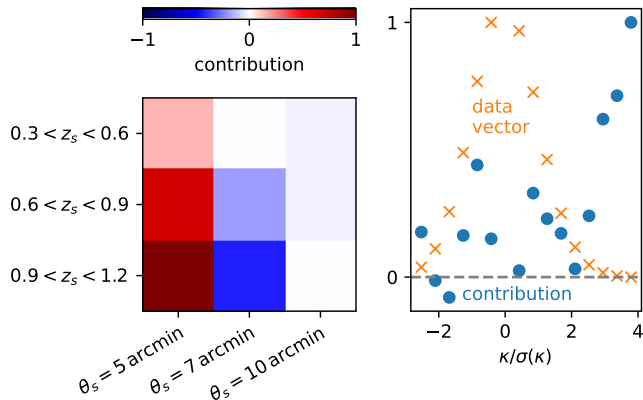 −1 0 1
contribution
0.3 < z_s < 0.6
0.6 < z_s < 0.9
0.9 < z_s < 1.2
θ_s = 5 arcmin
θ_s = 7 arcmin
θ_s = 10 arcmin
1
data
vector
0
contribution
−2 0 2 4
κ/σ(κ)